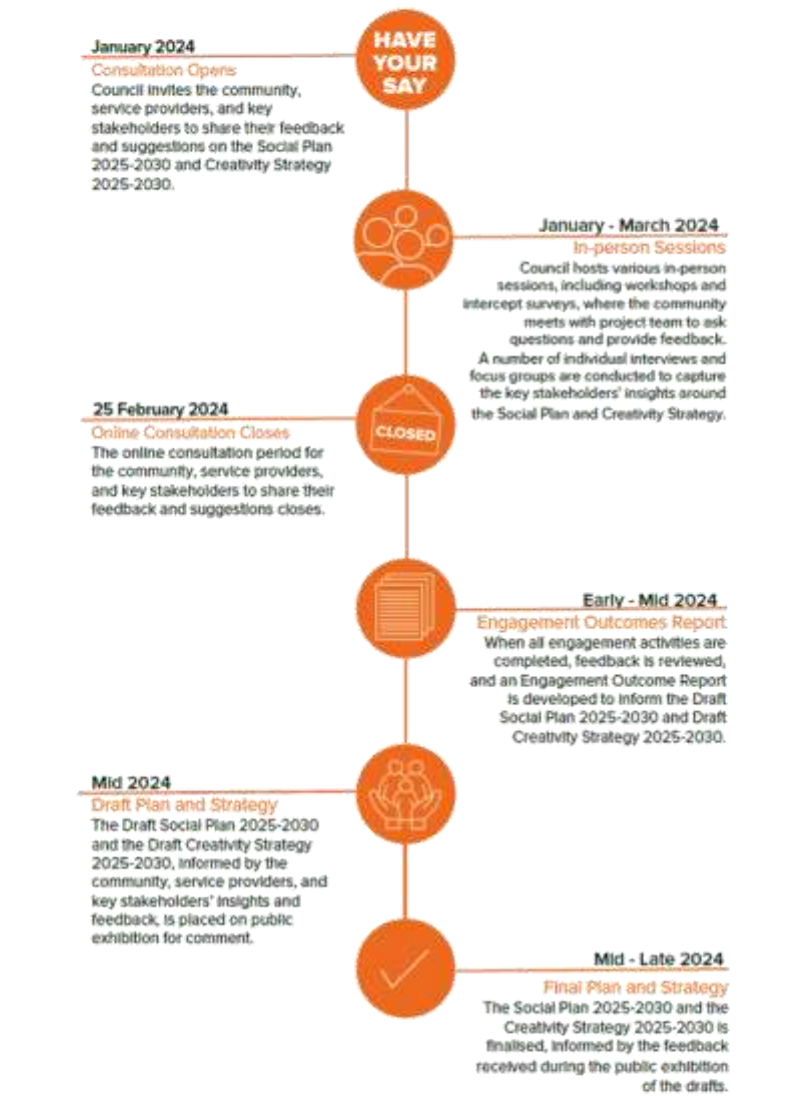 HAVE
YOUR
SAY
January 2024
Consultation Opens
Council invites the community,
service providers, and key
stakeholders to share their feedback
and suggestions on the Social Plan
2025-2030 and Creativity Strategy
2025-2030.
January - March 2024
In-person Sessions
Council hosts various in-person
sessions, including workshops and
intercept surveys, where the community
meets with project team to ask
questions and provide feedback.
A number of individual interviews and
focus groups are conducted to capture
the key stakeholders' insights around
the Social Plan and Creativity Strategy.
25 February 2024
Online Consultation Closes
The online consultation period for
the community, service providers,
and key stakeholders to share their
feedback and suggestions closes.
CLOSED
Early - Mid 2024
Engagement Outcomes Report
When all engagement activities are
completed, feedback is reviewed,
and an Engagement Outcome Report
is developed to inform the Draft
Social Plan 2025-2030 and Draft
Creativity Strategy 2025-2030.
Mid 2024
Draft Plan and Strategy
The Draft Social Plan 2025-2030
and the Draft Creativity Strategy
2025-2030, informed by the
community, service providers, and
key stakeholders' insights and
feedback, is placed on public
exhibition for comment.
Mid - Late 2024
Final Plan and Strategy
The Social Plan 2025-2030 and the
Creativity Strategy 2025-2030 is
finalised, informed by the feedback
received during the public exhibition
of the drafts.